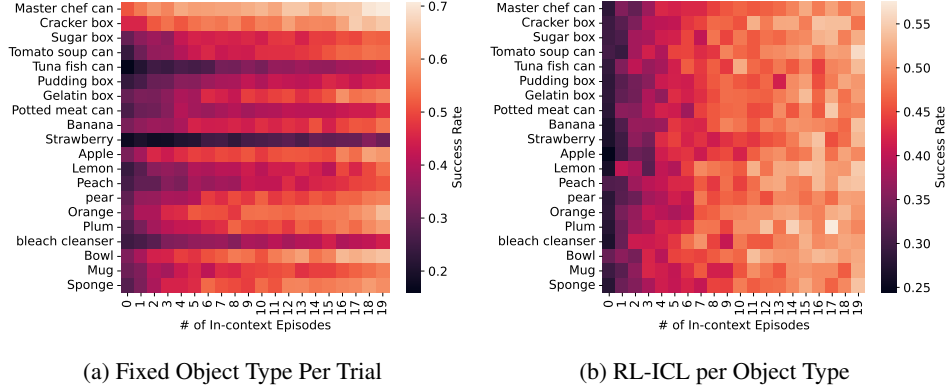 Master chef can
Cracker box
Sugar box
Tomato soup can
Tuna fish can
Pudding box
Gelatin box
Potted meat can
Banana
Strawberry
Apple
Lemon
Peach
pear
Orange
Plum
bleach cleanser
Bowl
Mug
Sponge
0 1 2 3 4 5 6 7 8 9 10 11 12 13 14 15 16 17 18 19
# of In-context Episodes
0.7
0.6
0.5
0.4
0.3
0.2
Success Rate
(a) Fixed Object Type Per Trial
Master chef can
Cracker box
Sugar box
Tomato soup can
Tuna fish can
Pudding box
Gelatin box
Potted meat can
Banana
Strawberry
Apple
Lemon
Peach
pear
Orange
Plum
bleach cleanser
Bowl
Mug
Sponge
0 1 2 3 4 5 6 7 8 9 10 11 12 13 14 15 16 17 18 19
# of In-context Episodes
0.55
0.50
0.45
0.40
0.35
0.30
0.25
Success Rate
(b) RL-ICL per Object Type